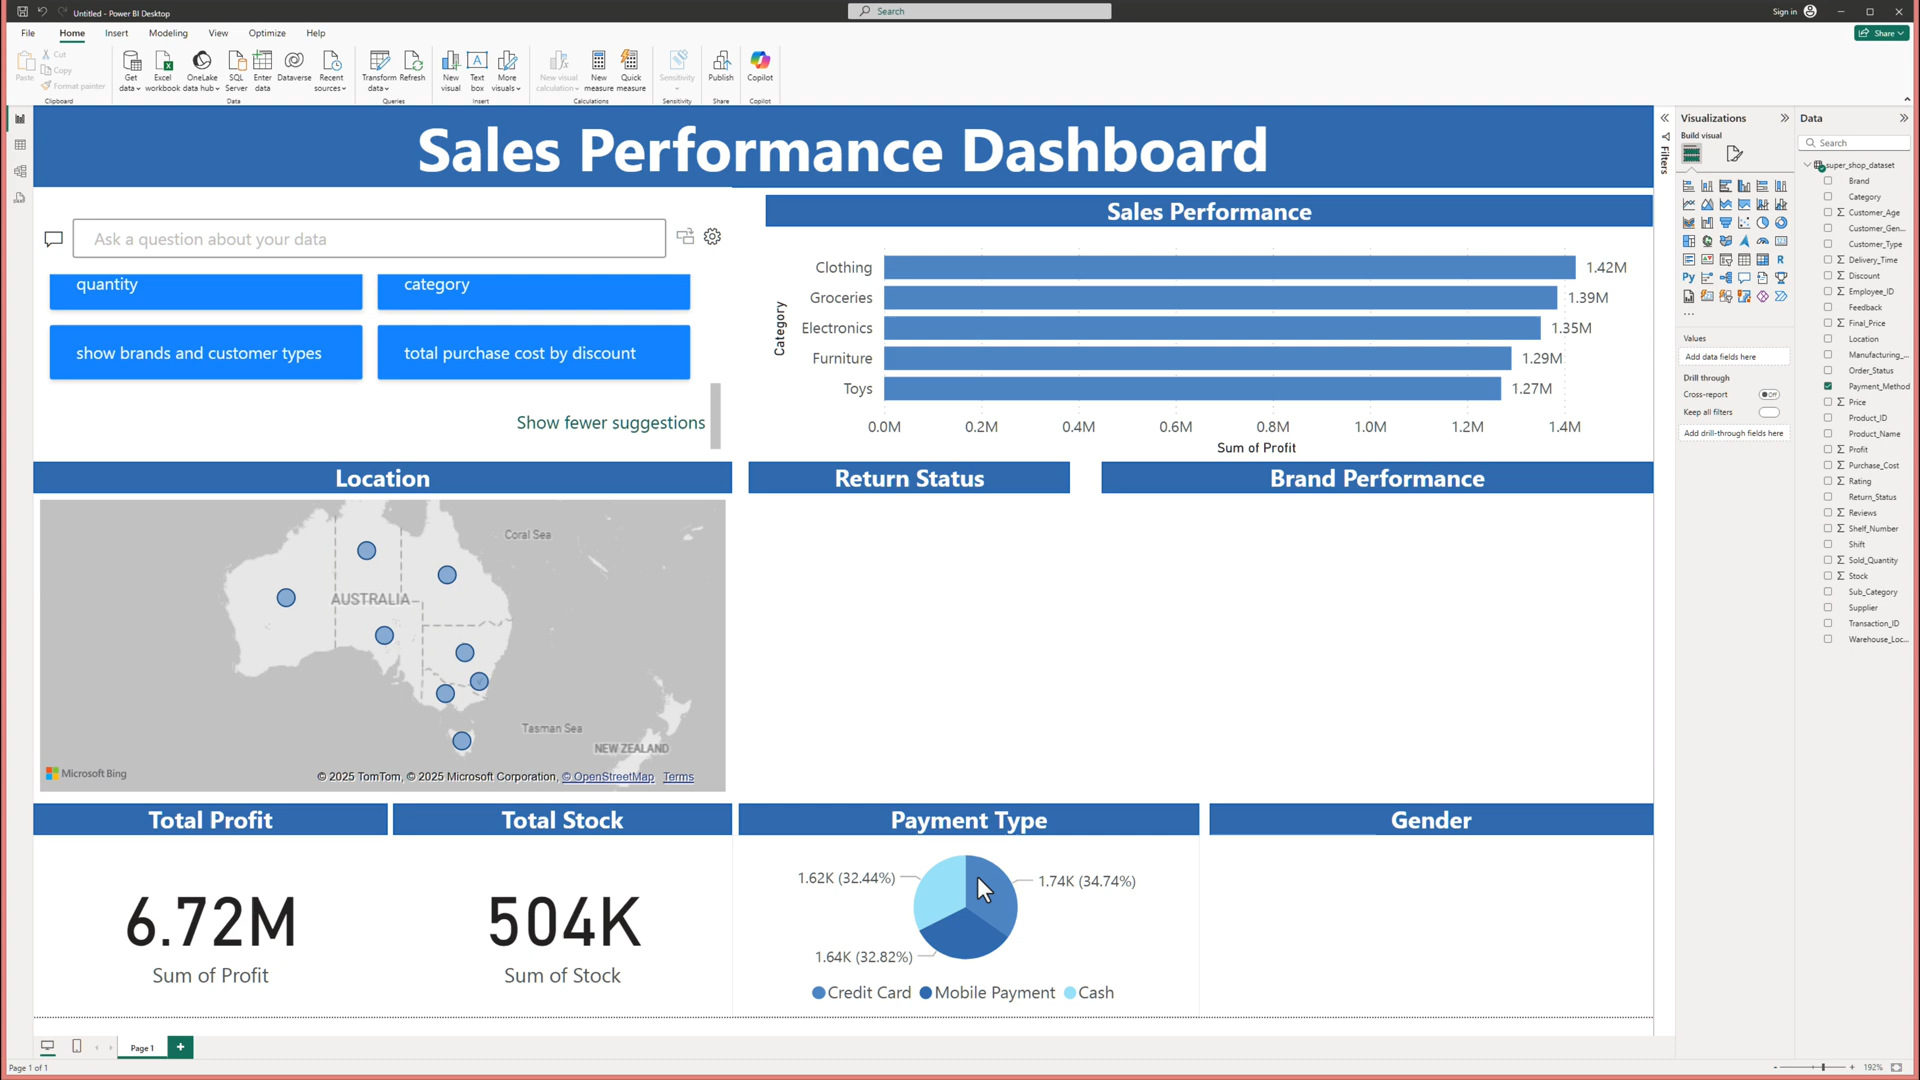 Untitled - Power BI Desktop
Search
Sign in
File Home Insert Modeling View Optimize Help
Share
Paste
Cut
Copy
Format painter
Clipboard
Get data
Excel workbook
OneLake data hub
SQL Server
Enter data
Dataverse
Recent sources
Data
Transform data
Refresh
Queries
New visual
Text box
More visuals
Insert
New visual calculation
New measure
Quick measure
Calculations
Sensitivity
Sensitivity
Publish
Share
Copilot
Copilot
Sales Performance Dashboard
Ask a question about your data
quantity
category
show brands and customer types
total purchase cost by discount
Show fewer suggestions
Sales Performance
Category
Clothing 1.42M
Groceries 1.39M
Electronics 1.35M
Furniture 1.29M
Toys 1.27M
0.0M 0.2M 0.4M 0.6M 0.8M 1.0M 1.2M 1.4M
Sum of Profit
Location
Coral Sea
AUSTRALIA
Tasman Sea
NEW ZEALAND
Microsoft Bing
© 2025 TomTom, © 2025 Microsoft Corporation, © OpenStreetMap Terms
Return Status
Brand Performance
Total Profit
6.72M
Sum of Profit
Total Stock
504K
Sum of Stock
Payment Type
1.62K (32.44%)
1.74K (34.74%)
1.64K (32.82%)
Credit Card Mobile Payment Cash
Gender
Filters
Visualizations
Build visual
R
Py
...
Values
Add data fields here
Drill through
Cross-report
Off
Keep all filters
Add drill-through fields here
Data
Search
super_shop_dataset
Brand
Category
Customer_Age
Customer_Gen...
Customer_Type
Delivery_Time
Discount
Employee_ID
Feedback
Final_Price
Location
Manufacturing_...
Order_Status
Payment_Method
Price
Product_ID
Product_Name
Profit
Purchase_Cost
Rating
Return_Status
Reviews
Shelf_Number
Shift
Sold_Quantity
Stock
Sub_Category
Supplier
Transaction_ID
Warehouse_Loc...
Page 1
+
Page 1 of 1
- + 192%